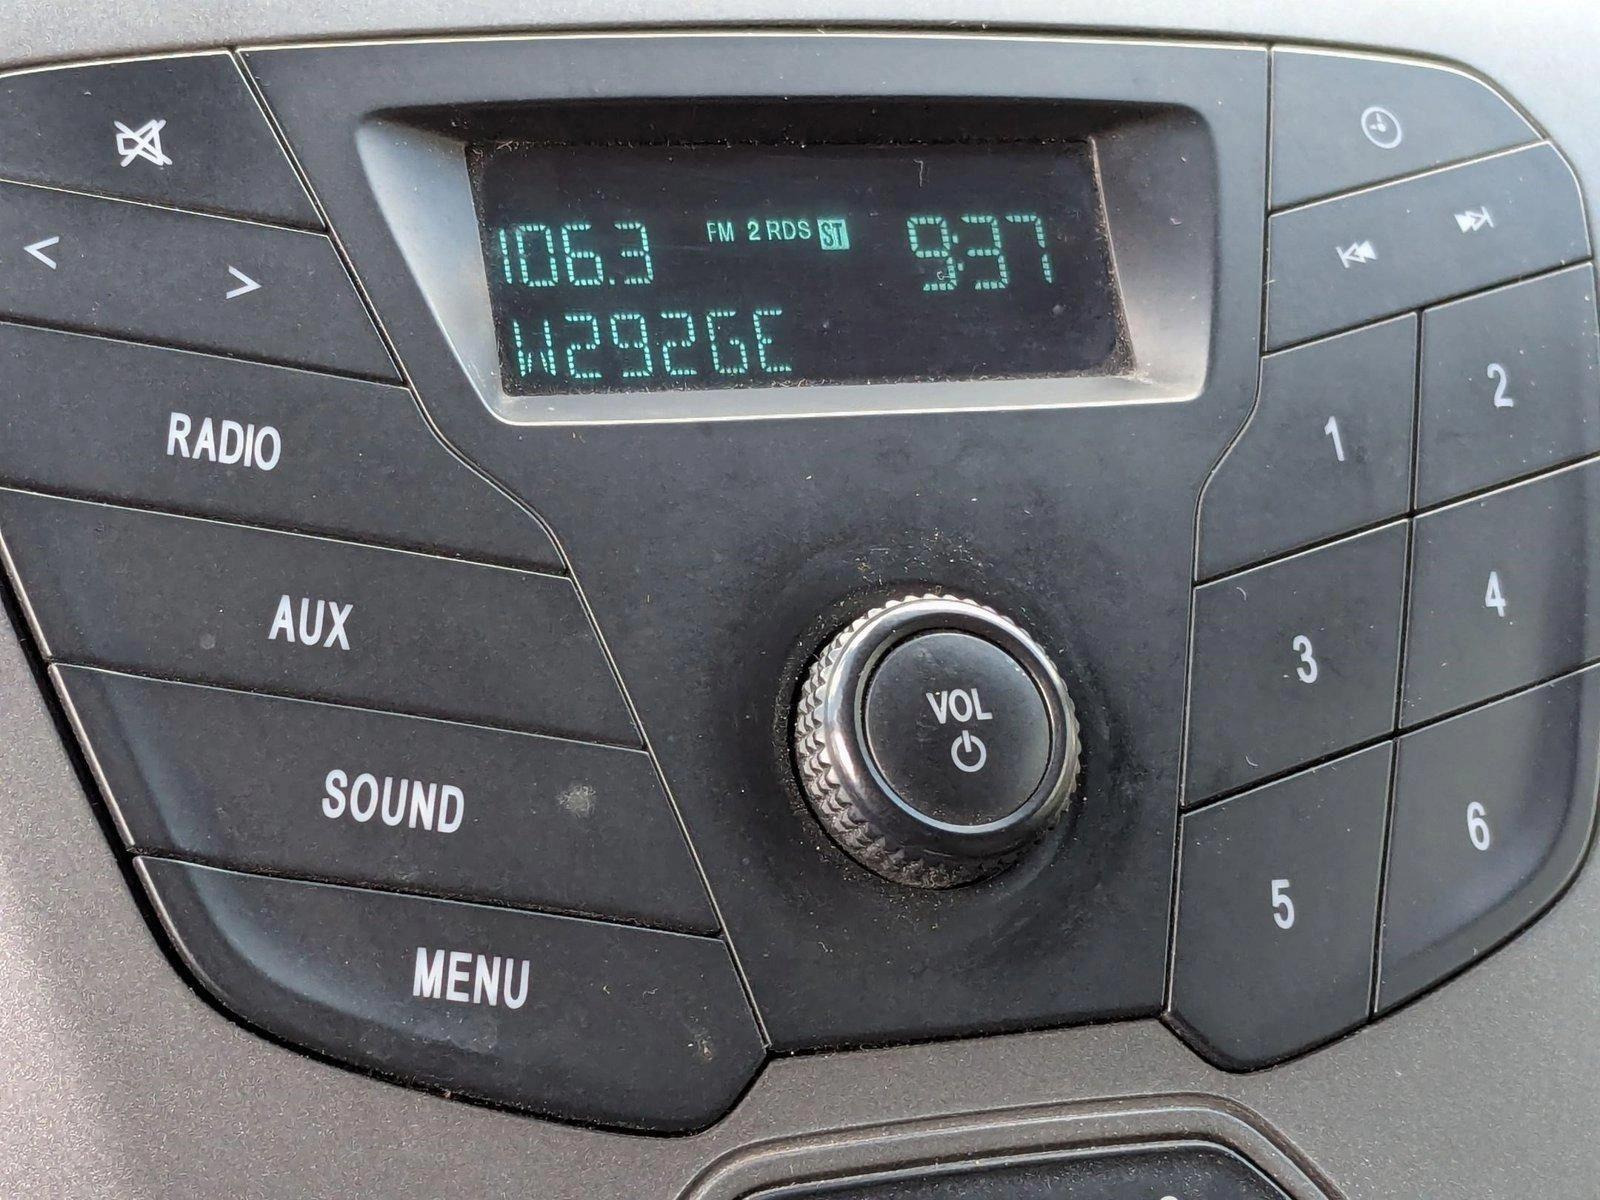 106.3 FM 2 RDS ST 9:37
W292GE
<
>
RADIO
AUX
SOUND
MENU
VOL
1
2
3
4
5
6